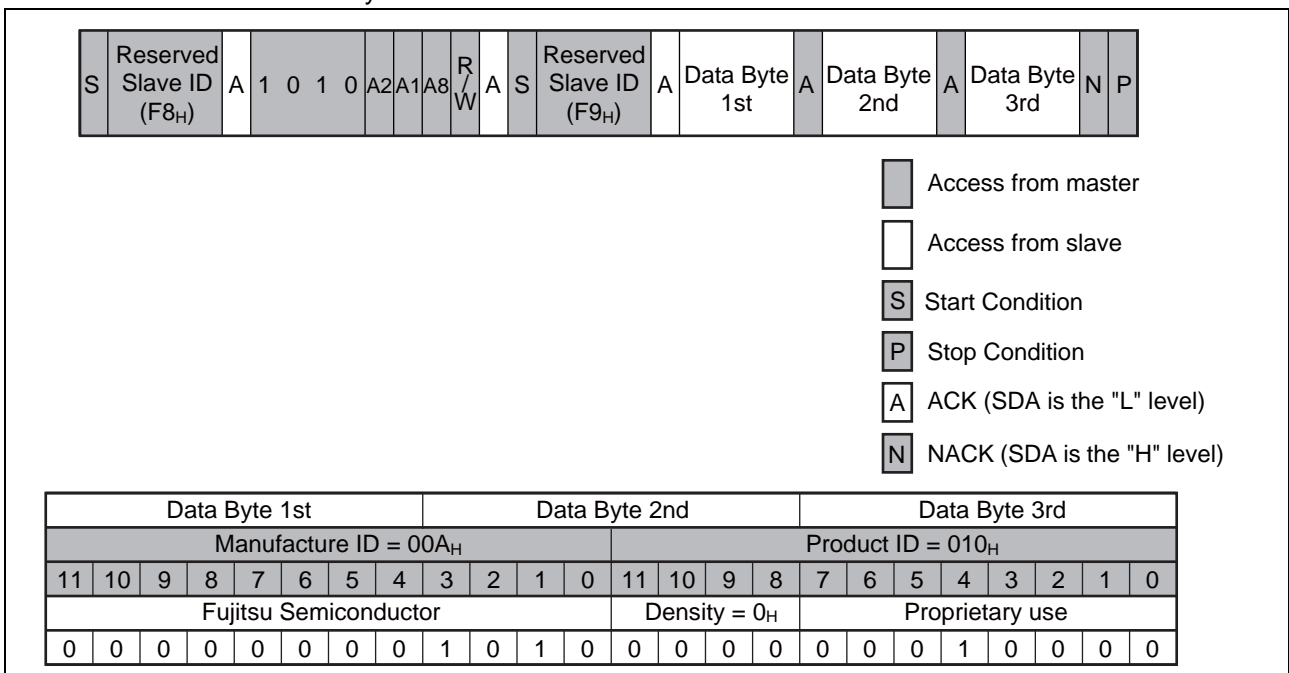 S Reserved Slave ID (F8H) A 1 0 1 0 A2 A1 A8 R/W A S Reserved Slave ID (F9H) A Data Byte 1st A Data Byte 2nd A Data Byte 3rd N P
Access from master
Access from slave
S Start Condition
P Stop Condition
A ACK (SDA is the "L" level)
N NACK (SDA is the "H" level)
Data Byte 1st Data Byte 2nd Data Byte 3rd
Manufacture ID = 00AH Product ID = 010H
11 10 9 8 7 6 5 4 3 2 1 0 11 10 9 8 7 6 5 4 3 2 1 0
Fujitsu Semiconductor Density = 0H Proprietary use
0 0 0 0 0 0 0 0 1 0 1 0 0 0 0 0 0 0 0 1 0 0 0 0